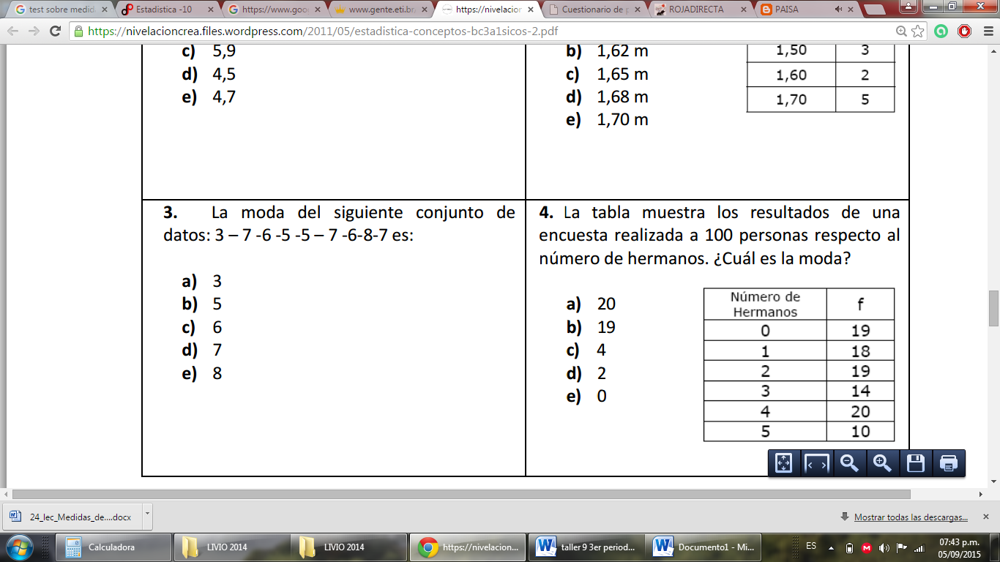 test sobre medid
Estadistica -10
https://www.goo
www.gente.eti.br
https://nivelacion
Cuestionario de p
ROJADIRECTA
PAISA
https://nivelacioncrea.files.wordpress.com/2011/05/estadistica-conceptos-bc3a1sicos-2.pdf
c) 5,9
d) 4,5
e) 4,7
b) 1,62 m
c) 1,65 m
d) 1,68 m
e) 1,70 m
1,50 3
1,60 2
1,70 5
3. La moda del siguiente conjunto de
datos: 3 – 7 -6 -5 -5 – 7 -6-8-7 es:
a) 3
b) 5
c) 6
d) 7
e) 8
4. La tabla muestra los resultados de una
encuesta realizada a 100 personas respecto al
número de hermanos. ¿Cuál es la moda?
a) 20
b) 19
c) 4
d) 2
e) 0
Número de
Hermanos f
0 19
1 18
2 19
3 14
4 20
5 10
24_lec_Medidas_de....docx
Mostrar todas las descargas...
Calculadora
LIVIO 2014
LIVIO 2014
https://nivelacion...
taller 9 3er period...
Documento1 - Mi...
ES
07:43 p.m.
05/09/2015